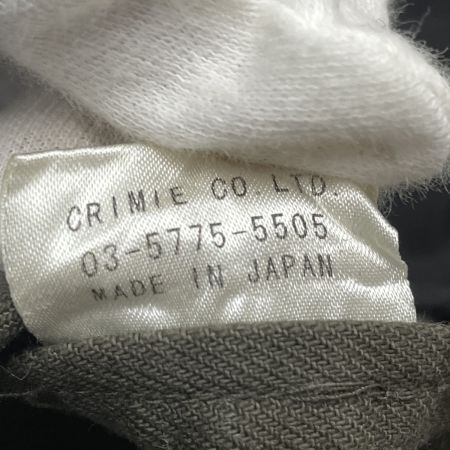 CRIMIE CO.LTD.
03-5775-5505
MADE IN JAPAN